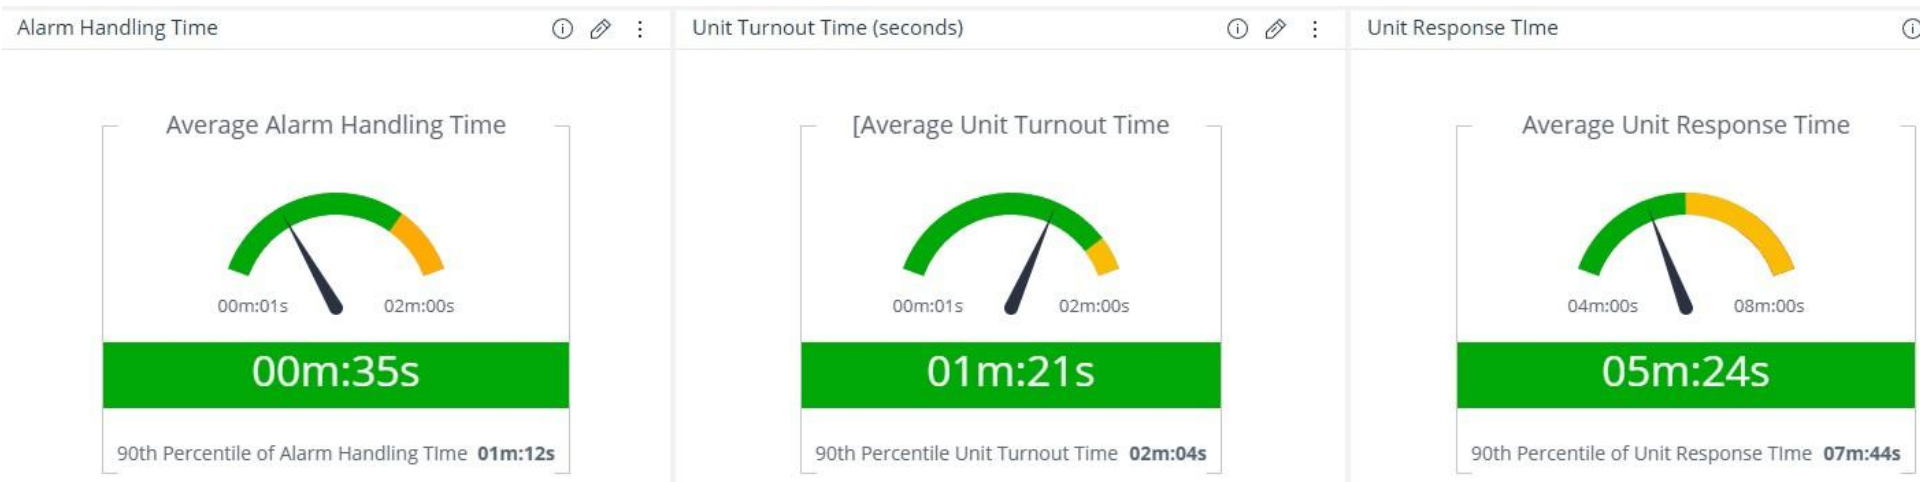 Alarm Handling Time
Average Alarm Handling Time
00m:01s 02m:00s
00m:35s
90th Percentile of Alarm Handling TIme 01m:12s
Unit Turnout Time (seconds)
[Average Unit Turnout Time
00m:01s 02m:00s
01m:21s
90th Percentile Unit Turnout Time 02m:04s
Unit Response TIme
Average Unit Response Time
04m:00s 08m:00s
05m:24s
90th Percentile of Unit Response TIme 07m:44s